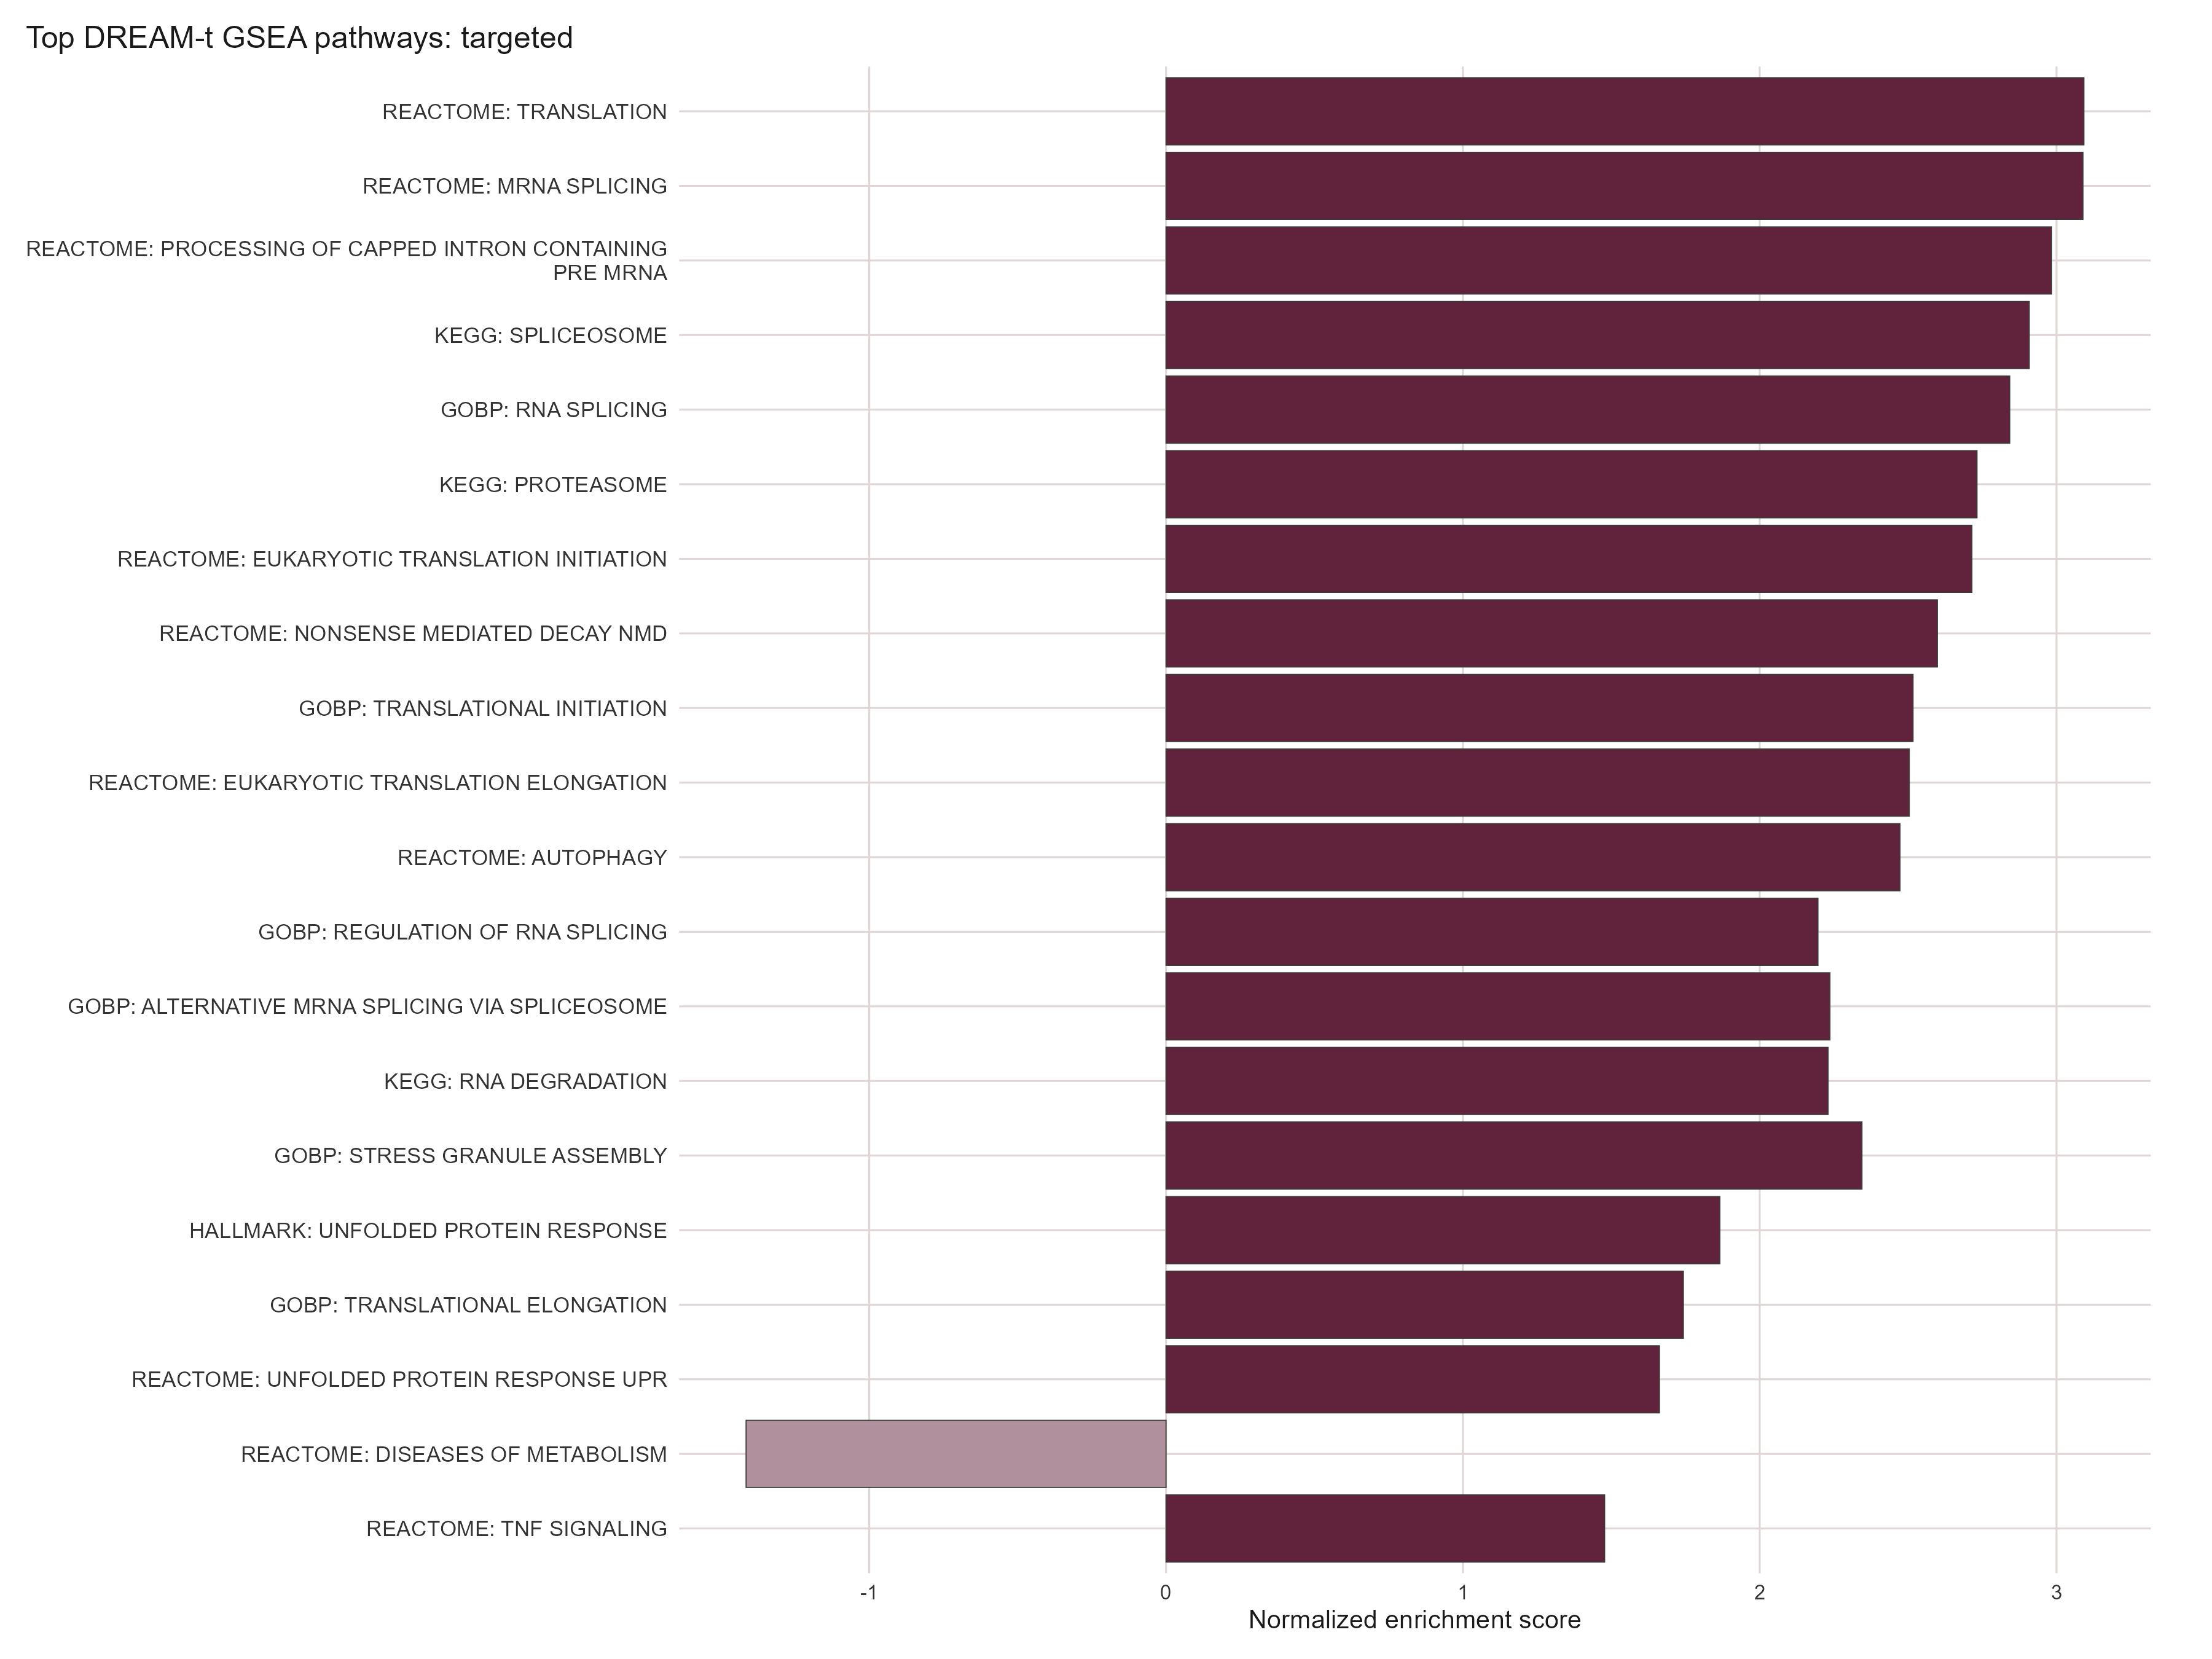 Top DREAM-t GSEA pathways: targeted
REACTOME: TRANSLATION
REACTOME: MRNA SPLICING
REACTOME: PROCESSING OF CAPPED INTRON CONTAINING
PRE MRNA
KEGG: SPLICEOSOME
GOBP: RNA SPLICING
KEGG: PROTEASOME
REACTOME: EUKARYOTIC TRANSLATION INITIATION
REACTOME: NONSENSE MEDIATED DECAY NMD
GOBP: TRANSLATIONAL INITIATION
REACTOME: EUKARYOTIC TRANSLATION ELONGATION
REACTOME: AUTOPHAGY
GOBP: REGULATION OF RNA SPLICING
GOBP: ALTERNATIVE MRNA SPLICING VIA SPLICEOSOME
KEGG: RNA DEGRADATION
GOBP: STRESS GRANULE ASSEMBLY
HALLMARK: UNFOLDED PROTEIN RESPONSE
GOBP: TRANSLATIONAL ELONGATION
REACTOME: UNFOLDED PROTEIN RESPONSE UPR
REACTOME: DISEASES OF METABOLISM
REACTOME: TNF SIGNALING
-1 0 1 2 3
Normalized enrichment score